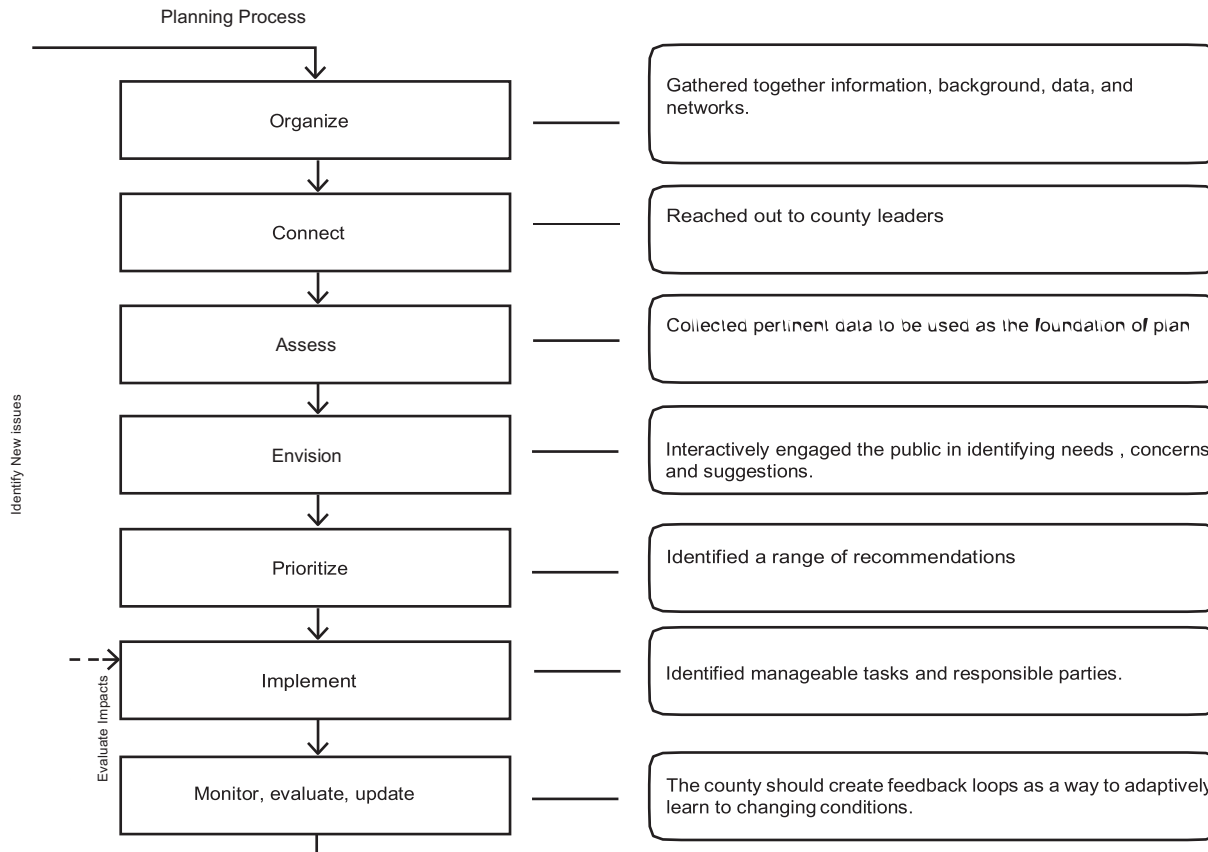 Planning Process
Organize
Gathered together information, background, data, and
networks.
Connect
Reached out to county leaders
Assess
Collected pertinent data to be used as the foundation of plan
Envision
Interactively engaged the public in identifying needs , concerns
and suggestions.
Prioritize
Identified a range of recommendations
Implement
Identified manageable tasks and responsible parties.
Monitor, evaluate, update
The county should create feedback loops as a way to adaptively
learn to changing conditions.
Identify New issues
Evaluate Impacts